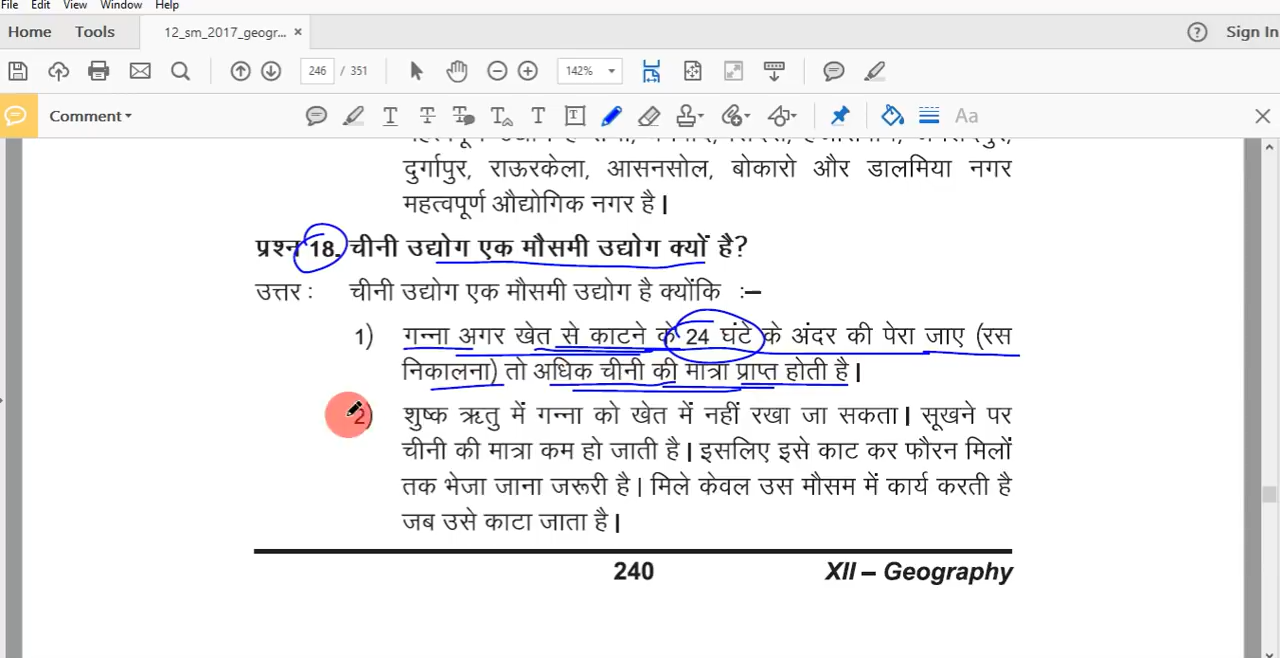 File Edit View Window Help
Home Tools 12_sm_2017_geogr... × ? Sign In
246 / 351 142%
Comment Aa
दुर्गापुर, राऊरकेला, आसनसोल, बोकारो और डालमिया नगर
महत्वपूर्ण औद्योगिक नगर है।
प्रश्न 18. चीनी उद्योग एक मौसमी उद्योग क्यों है?
उत्तर : चीनी उद्योग एक मौसमी उद्योग है क्योंकि :–
1) गन्ना अगर खेत से काटने के 24 घंटे के अंदर की पेरा जाए (रस
निकालना) तो अधिक चीनी की मात्रा प्राप्त होती है।
2) शुष्क ऋतु में गन्ना को खेत में नहीं रखा जा सकता। सूखने पर
चीनी की मात्रा कम हो जाती है। इसलिए इसे काट कर फौरन मिलों
तक भेजा जाना जरूरी है। मिले केवल उस मौसम में कार्य करती है
जब उसे काटा जाता है।
240 XII – Geography